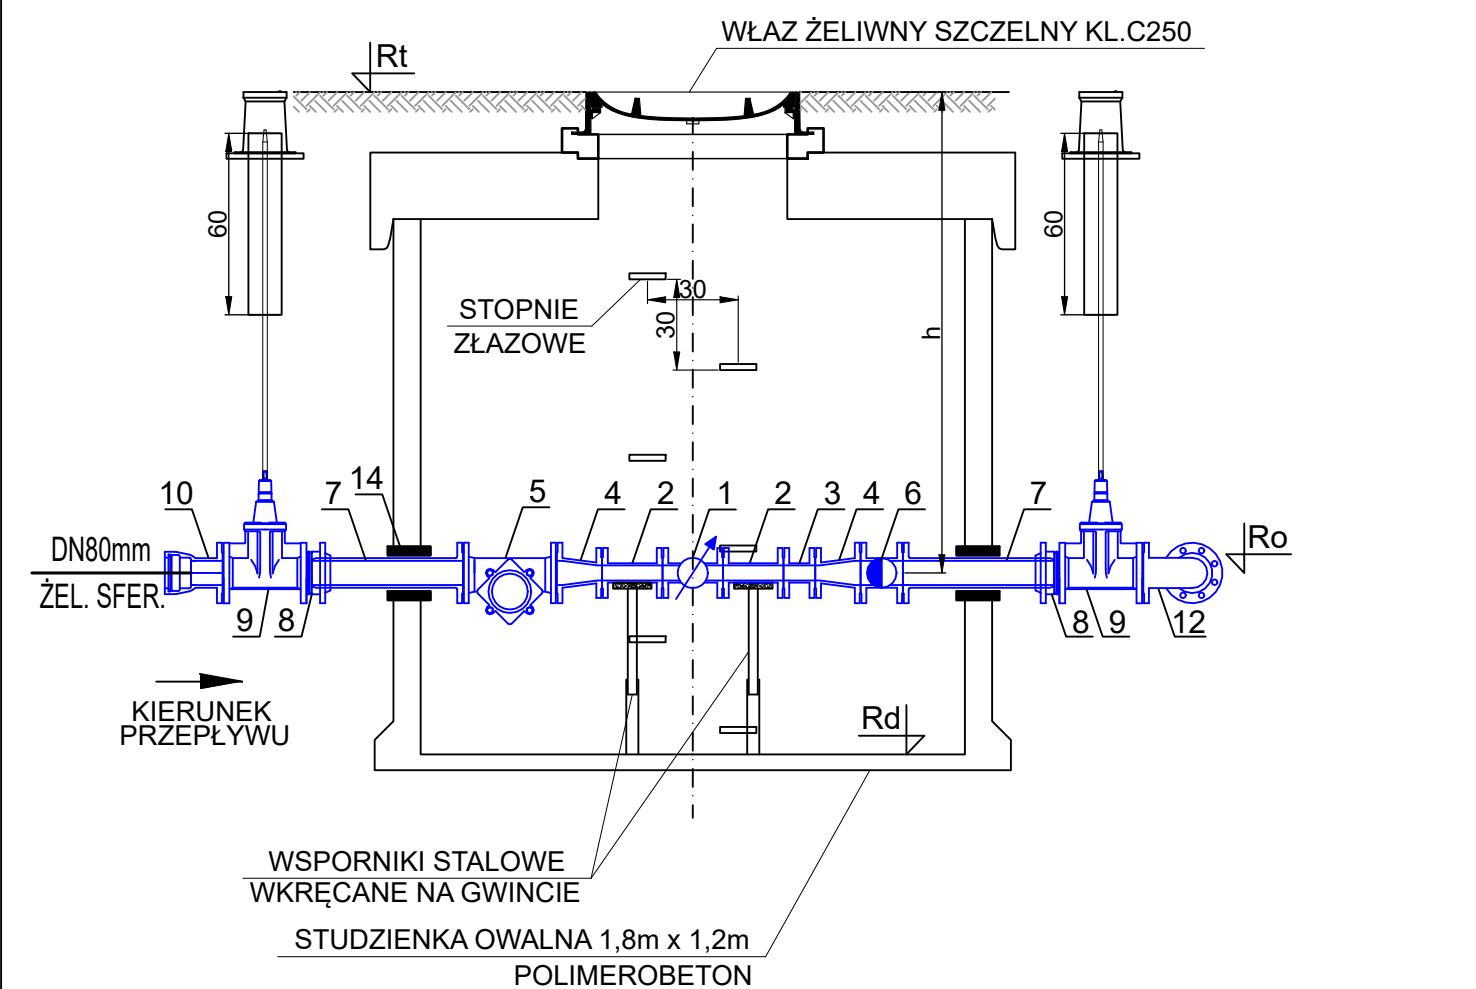 WŁAZ ŻELIWNY SZCZELNY KL.C250
Rt
60
60
30
30
STOPNIE
ZŁAZOWE
h
10
7
14
5
4
2
1
2
3
4
6
7
DN80mm
ŻEL. SFER.
Ro
9
8
8
9
12
KIERUNEK
PRZEPŁYWU
Rd
WSPORNIKI STALOWE
WKRĘCANE NA GWINCIE
STUDZIENKA OWALNA 1,8m x 1,2m
POLIMEROBETON